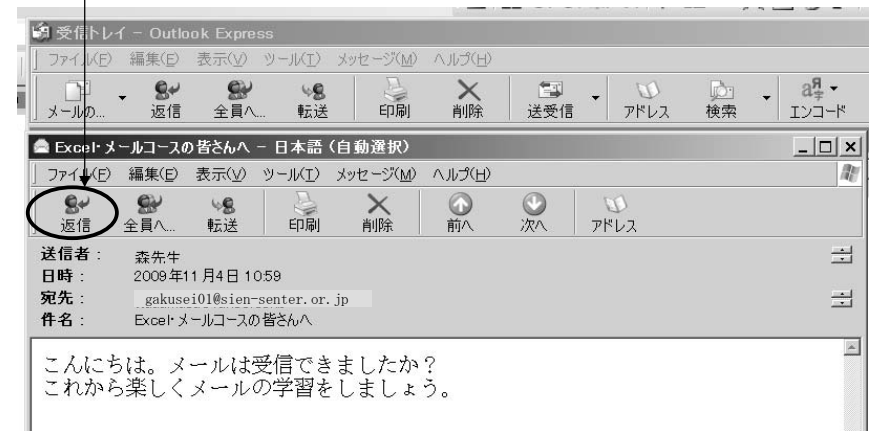 受信トレイ - Outlook Express
ファイル(F) 編集(E) 表示(V) ツール(T) メッセージ(M) ヘルプ(H)
メールの... 返信 全員へ... 転送 印刷 削除 送受信 アドレス 検索 エンコード
Excel・メールコースの皆さんへ - 日本語(自動選択)
ファイル(F) 編集(E) 表示(V) ツール(T) メッセージ(M) ヘルプ(H)
返信 全員へ... 転送 印刷 削除 前へ 次へ アドレス
送信者: 森先生
日時: 2009年11月4日 10:59
宛先: gakusei01@sien-senter.or.jp
件名: Excel・メールコースの皆さんへ
こんにちは。メールは受信できましたか?
これから楽しくメールの学習をしましょう。